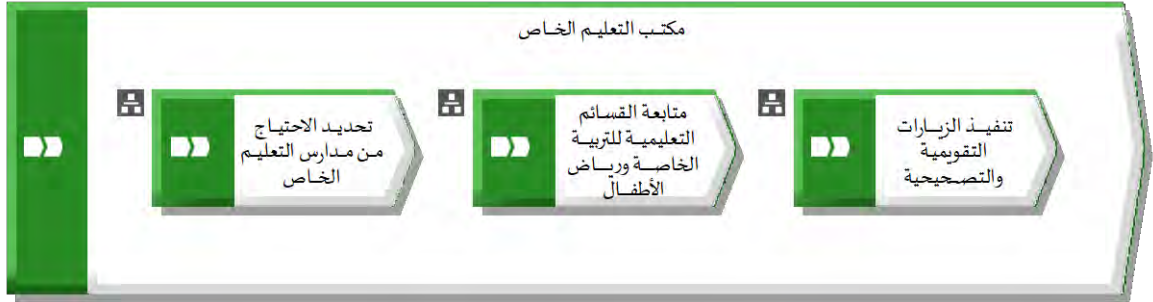 مكتب التعليم الخاص
تحديد الاحتياج
من مدارس التعليم
الخاص
متابعة القسائم
التعليمية للتربية
الخاصة ورياض
الأطفال
تنفيذ الزيارات
التقويمية
والتصحيحية